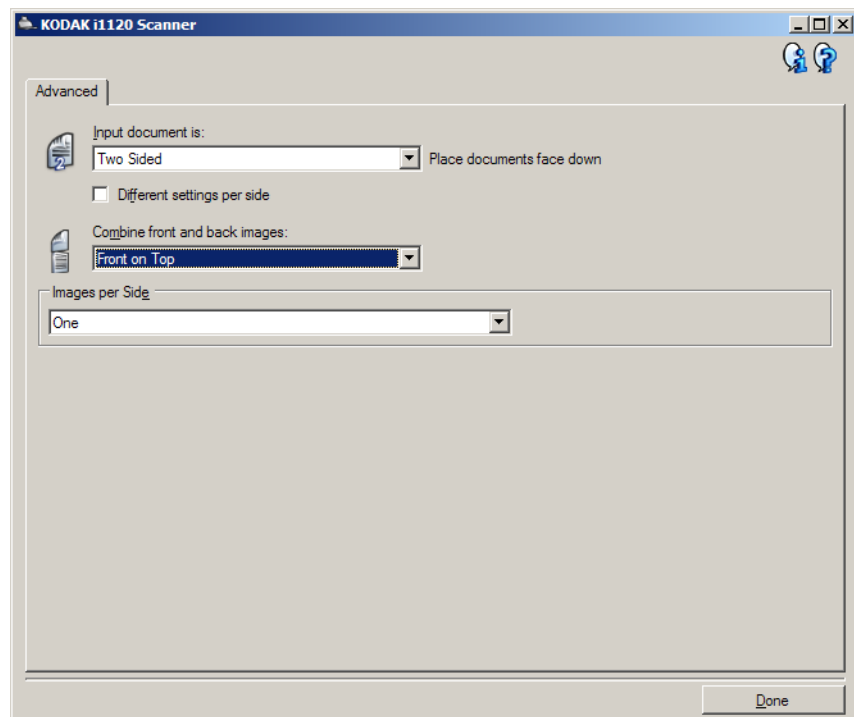 KODAK i1120 Scanner
Advanced
Input document is:
Two Sided
Place documents face down
Different settings per side
Combine front and back images:
Front on Top
Images per Side
One
Done